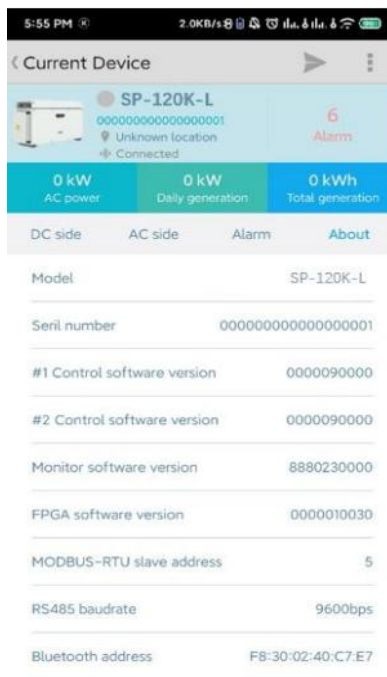 5:55 PM ® 2.0KB/s
Current Device
SP-120K-L
000000000000000001
Unknown location
Connected
6
Alarm
0 kW
AC power
0 kW
Daily generation
0 kWh
Total generation
DC side AC side Alarm About
Model SP-120K-L
Seril number 000000000000000001
#1 Control software version 0000090000
#2 Control software version 0000090000
Monitor software version 8880230000
FPGA software version 0000010030
MODBUS-RTU slave address 5
RS485 baudrate 9600bps
Bluetooth address F8:30:02:40:C7:E7